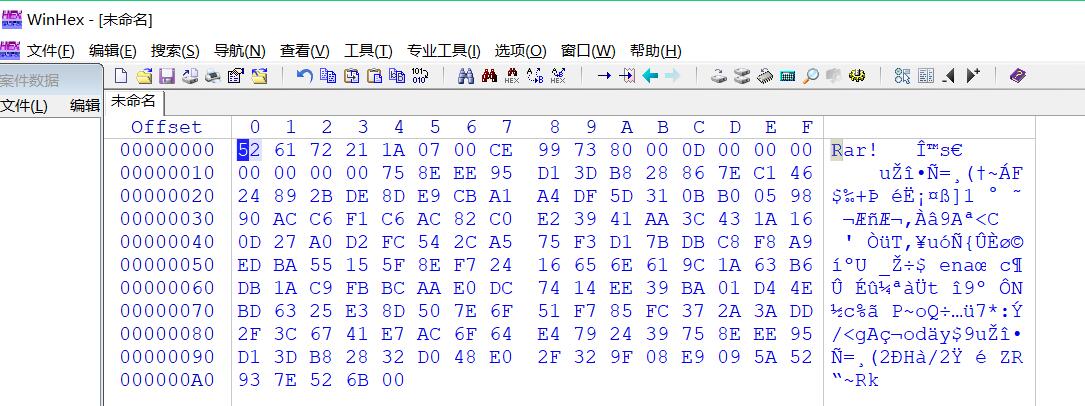 WinHex - [未命名]
文件(F) 编辑(E) 搜索(S) 导航(N) 查看(V) 工具(T) 专业工具(I) 选项(O) 窗口(W) 帮助(H)
案件数据
文件(L) 编辑
未命名
Offset 0 1 2 3 4 5 6 7 8 9 A B C D E F
00000000 52 61 72 21 1A 07 00 CE 99 73 80 00 0D 00 00 00 Rar! Î™s€
00000010 00 00 00 00 75 8E EE 95 D1 3D B8 28 86 7E C1 46 uŽî•Ñ=¸(†~ÁF
00000020 24 89 2B DE 8D E9 CB A1 A4 DF 5D 31 0B B0 05 98 $‰+Þ éË¡¤ß]1 ° ˜
00000030 90 AC C6 F1 C6 AC 82 C0 E2 39 41 AA 3C 43 1A 16 ¬ÆñÆ¬‚Àâ9Aª<C
00000040 0D 27 A0 D2 FC 54 2C A5 75 F3 D1 7B DB C8 F8 A9 ' ÒüT,¥uóÑ{ÛÈø©
00000050 ED BA 55 15 5F 8E F7 24 16 65 6E 61 9C 1A 63 B6 íºU _Ž÷$ enaœ c¶
00000060 DB 1A C9 FB BC AA E0 DC 74 14 EE 39 BA 01 D4 4E Û Éû¼ªàÜt î9º ÔN
00000070 BD 63 25 E3 8D 50 7E 6F 51 F7 85 FC 37 2A 3A DD ½c%ã P~oQ÷…ü7*:Ý
00000080 2F 3C 67 41 E7 AC 6F 64 E4 79 24 39 75 8E EE 95 /<gAç¬odäy$9uŽî•
00000090 D1 3D B8 28 32 D0 48 E0 2F 32 9F 08 E9 09 5A 52 Ñ=¸(2ÐHà/2Ÿ é ZR
000000A0 93 7E 52 6B 00 “~Rk